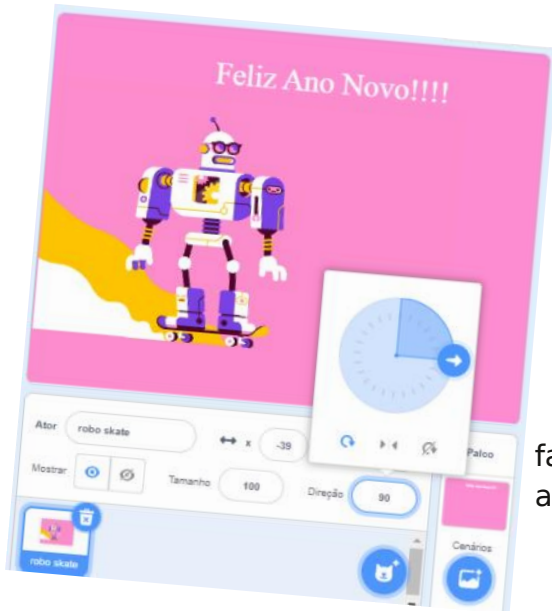 Feliz Ano Novo!!!!
Ator
robo skate
x
-39
Mostrar
Tamanho
100
Direção
90
Palco
Cenários
robo skate
fa
a